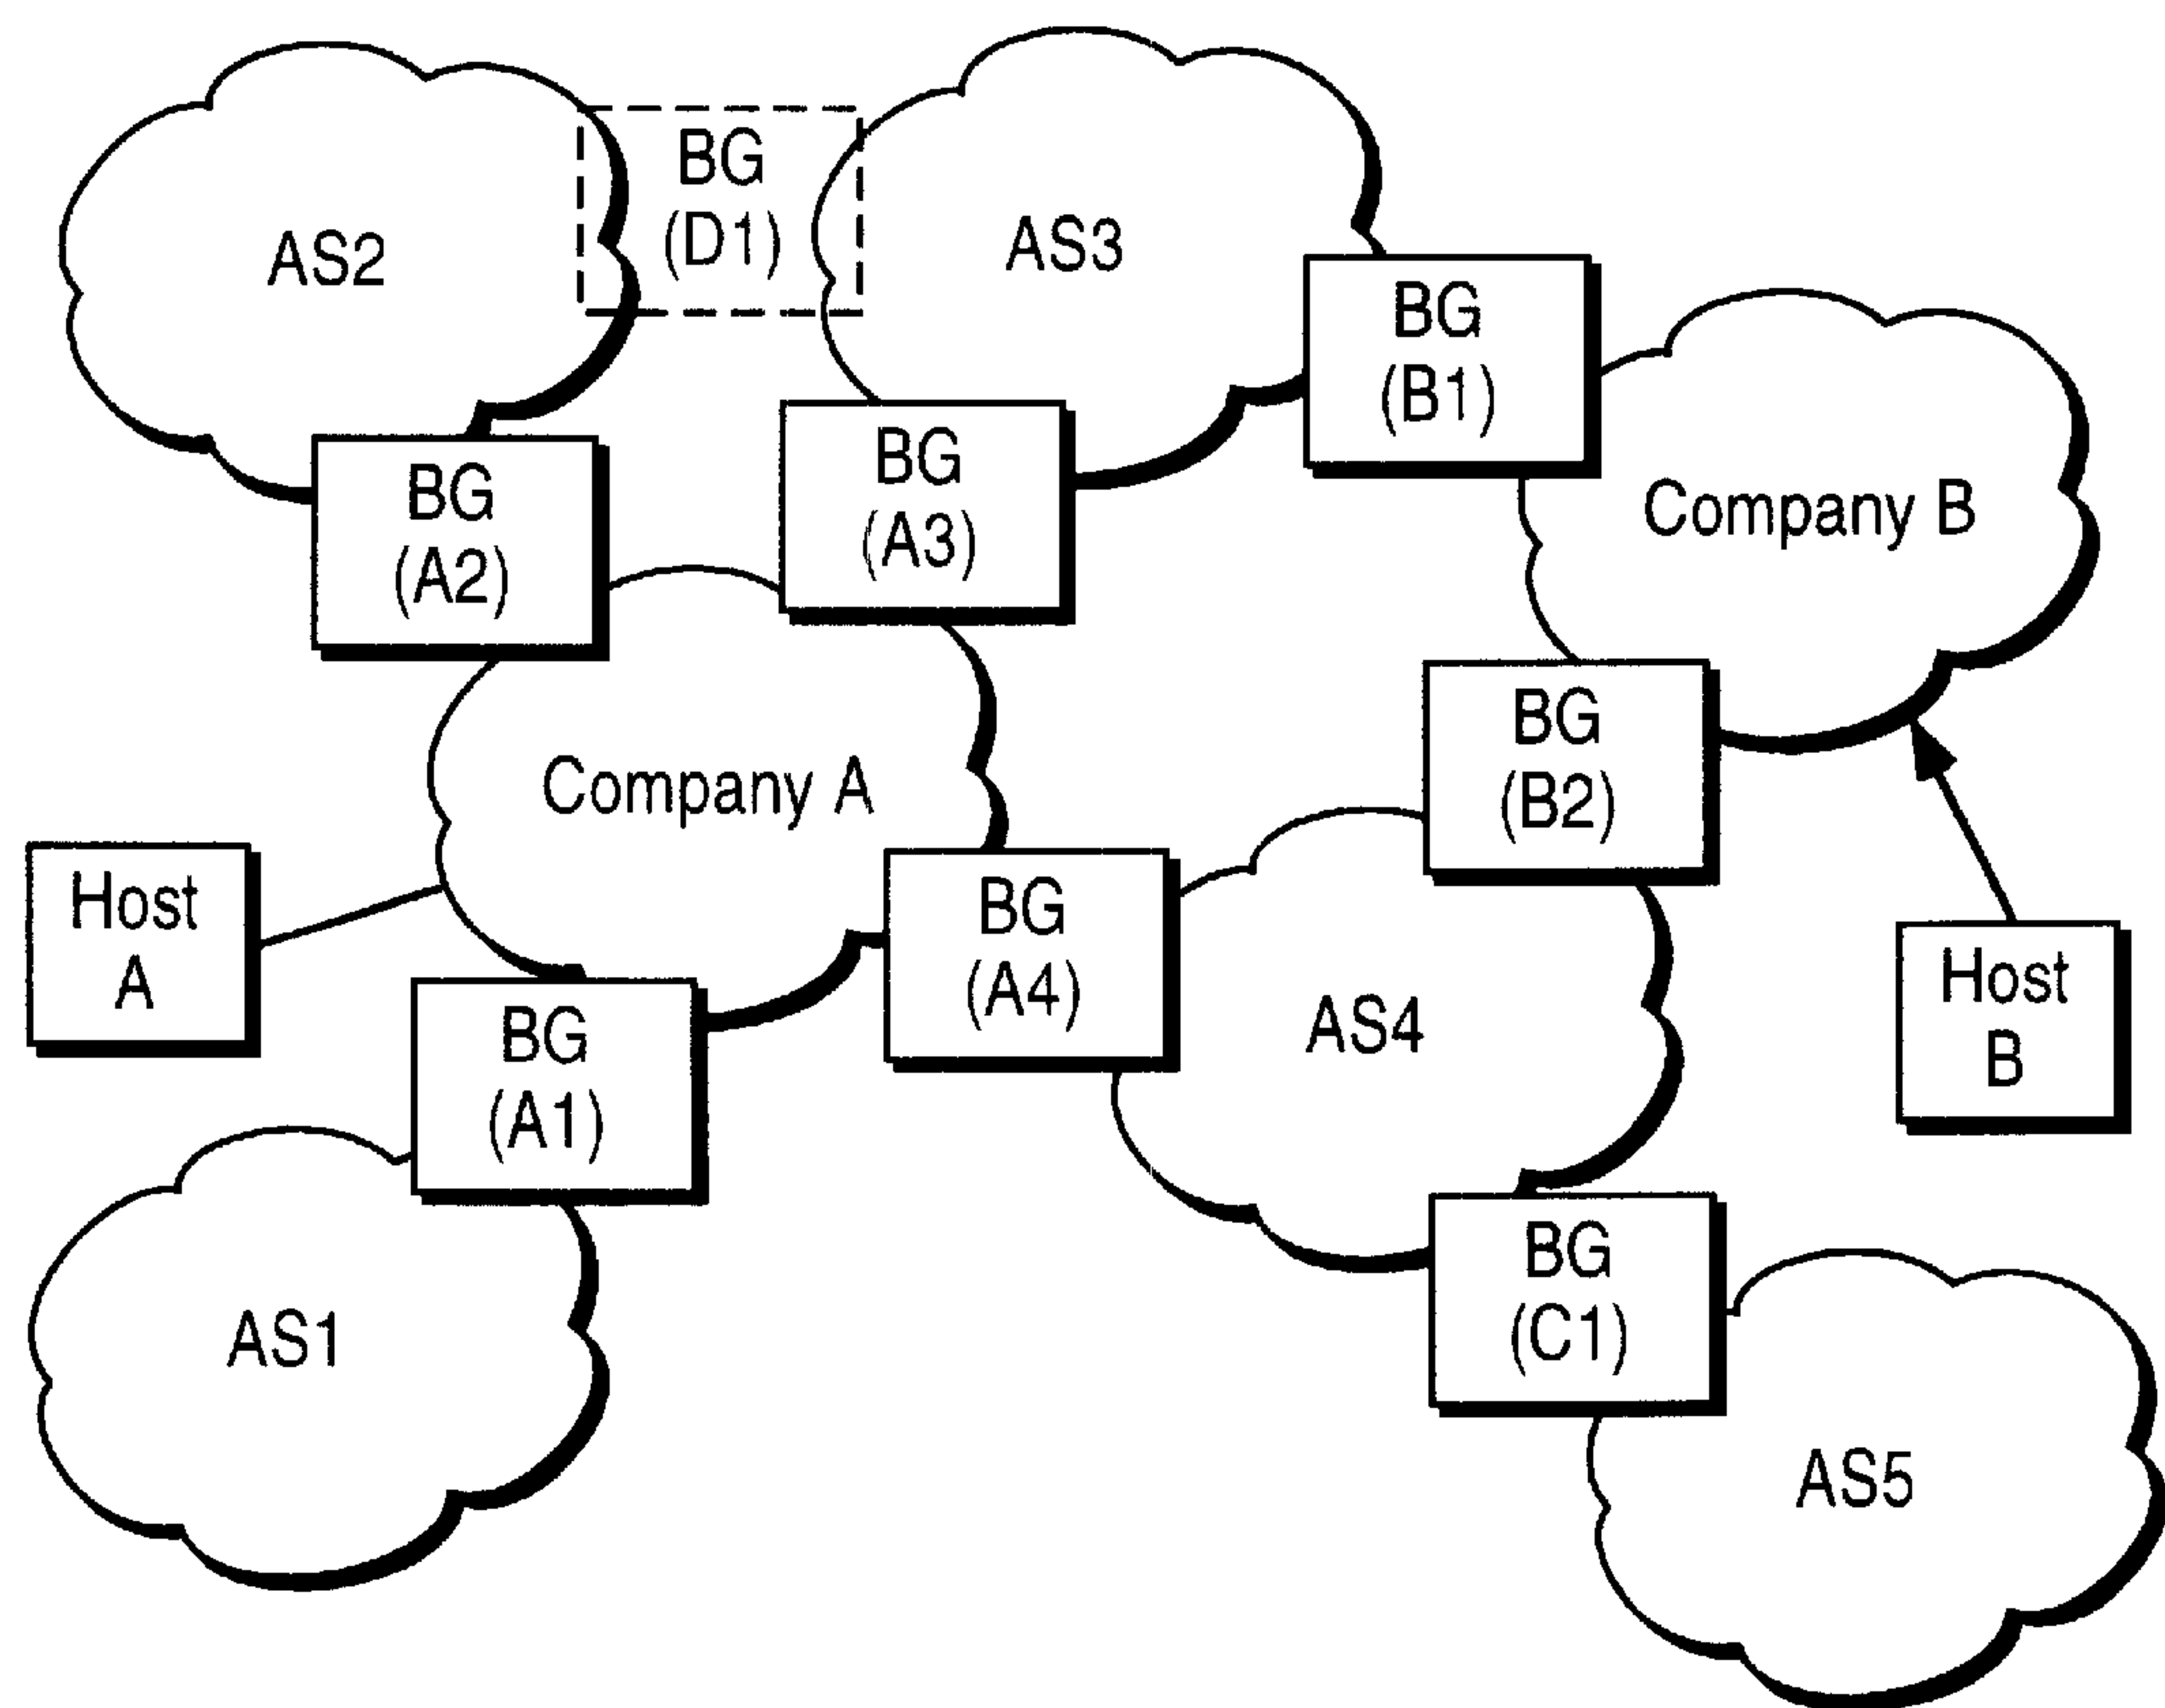 BG
(D1)
AS2
AS3
BG
(B1)
BG
(A2)
BG
(A3)
Company B
BG
(B2)
Company A
Host
A
BG
(A4)
Host
B
BG
(A1)
AS4
BG
(C1)
AS1
AS5